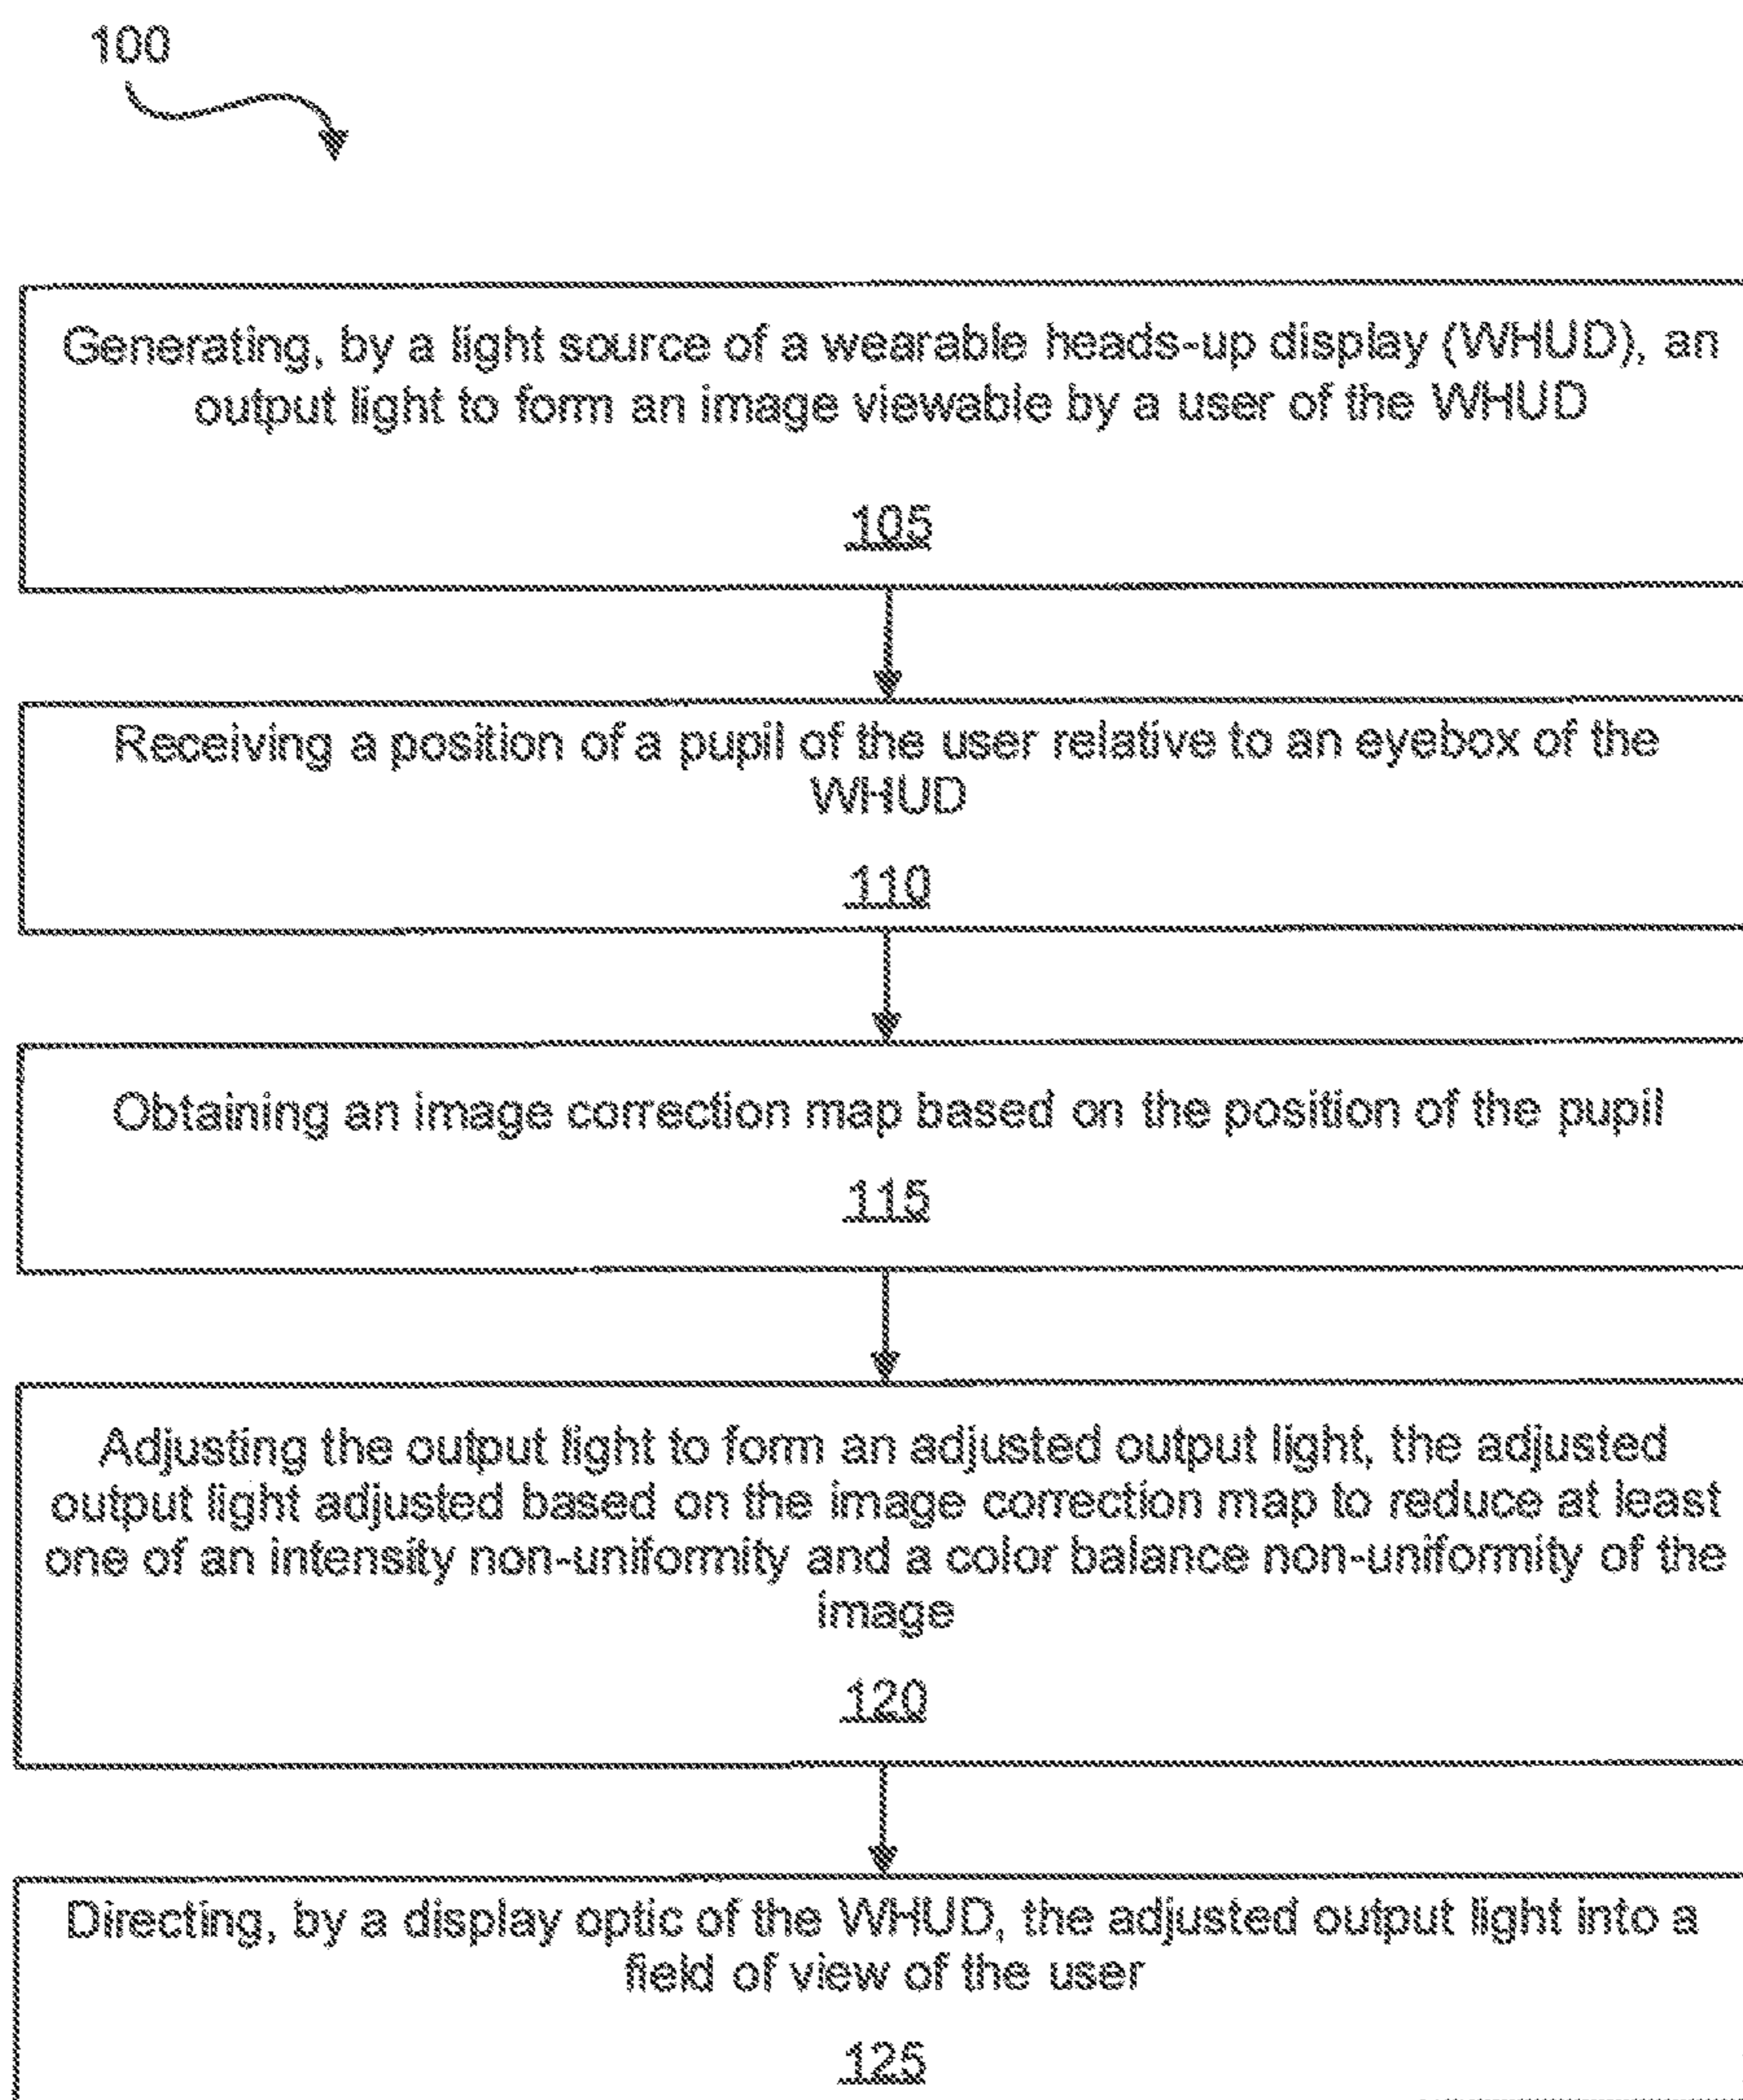 100
Generating, by a light source of a wearable heads-up display (WHUD), an
output light to form an image viewable by a user of the WHUD
105
Receiving a position of a pupil of the user relative to an eyebox of the
WHUD
110
Obtaining an image correction map based on the position of the pupil
115
Adjusting the output light to form an adjusted output light, the adjusted
output light adjusted based on the image correction map to reduce at least
one of an intensity non-uniformity and a color balance non-uniformity of the
image
120
Directing, by a display optic of the WHUD, the adjusted output light into a
field of view of the user
125